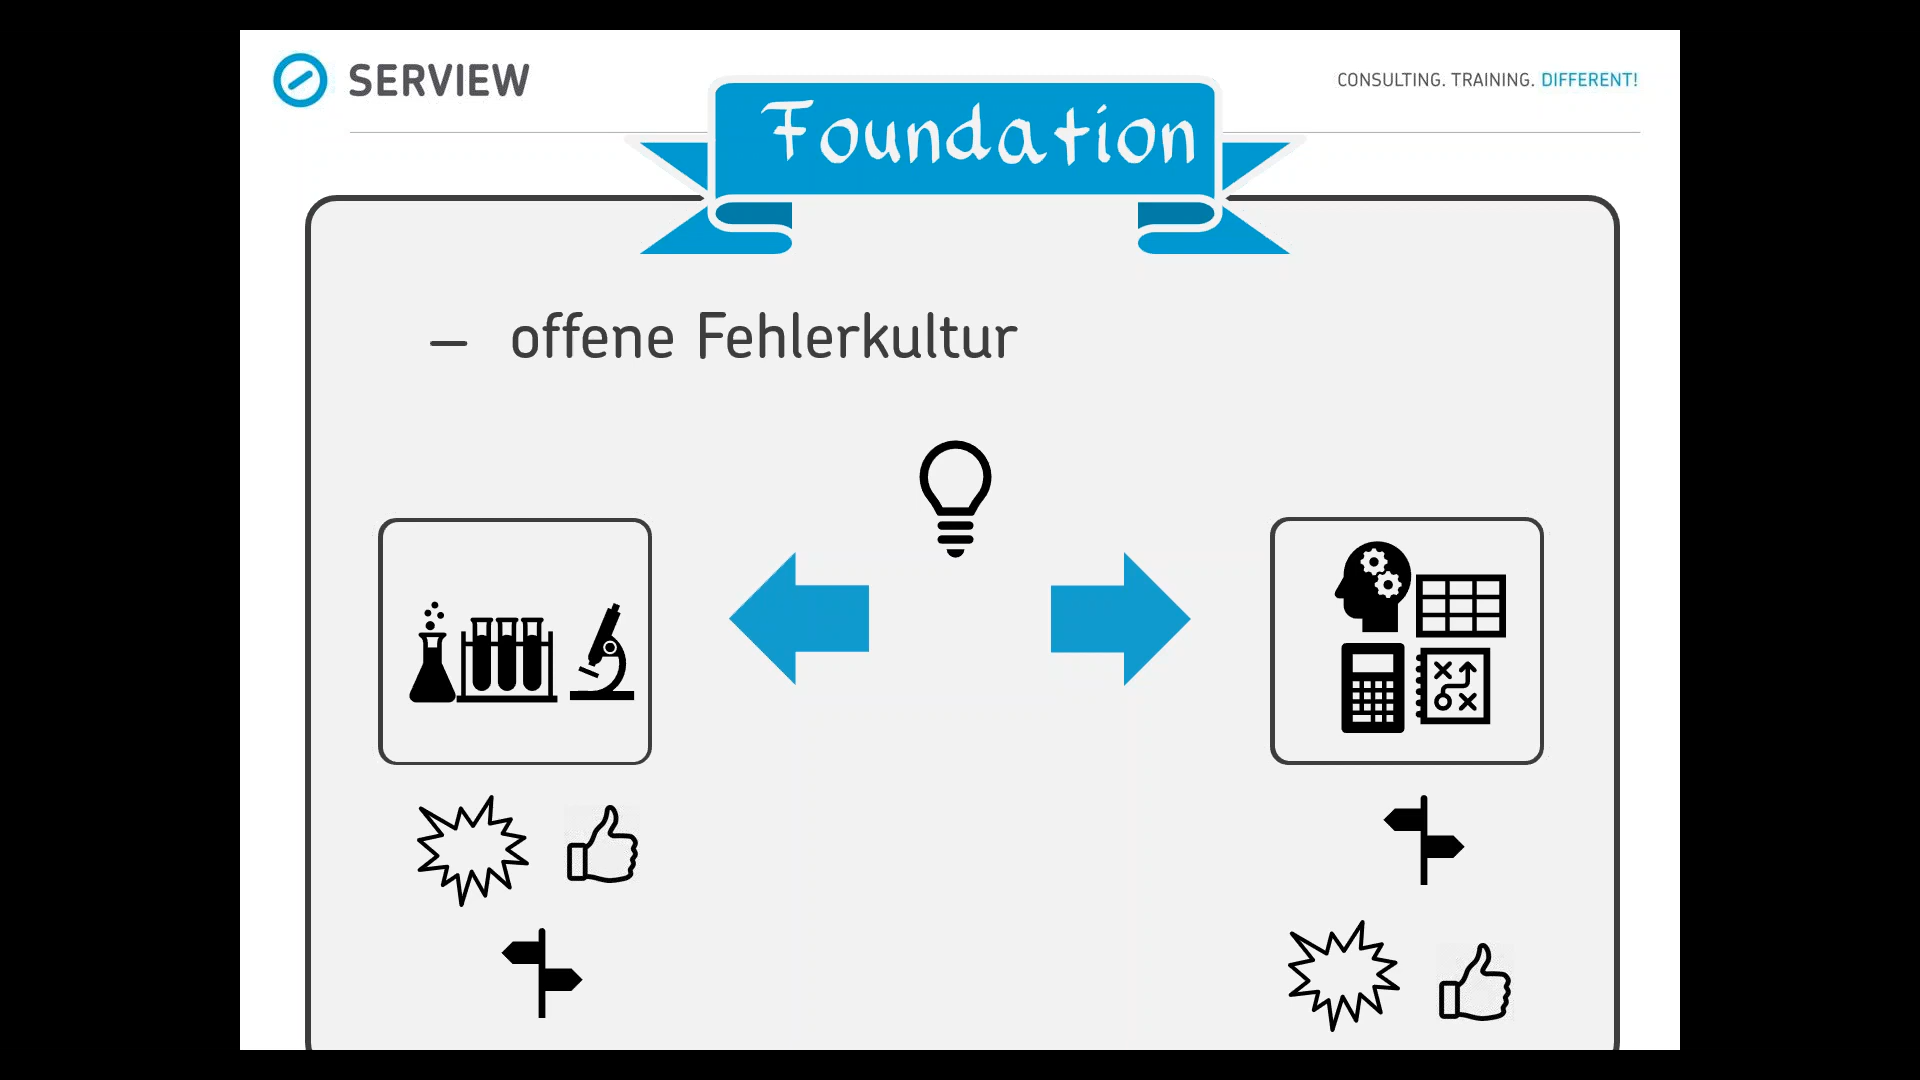 SERVIEW
CONSULTING. TRAINING. DIFFERENT!
Foundation
– offene Fehlerkultur